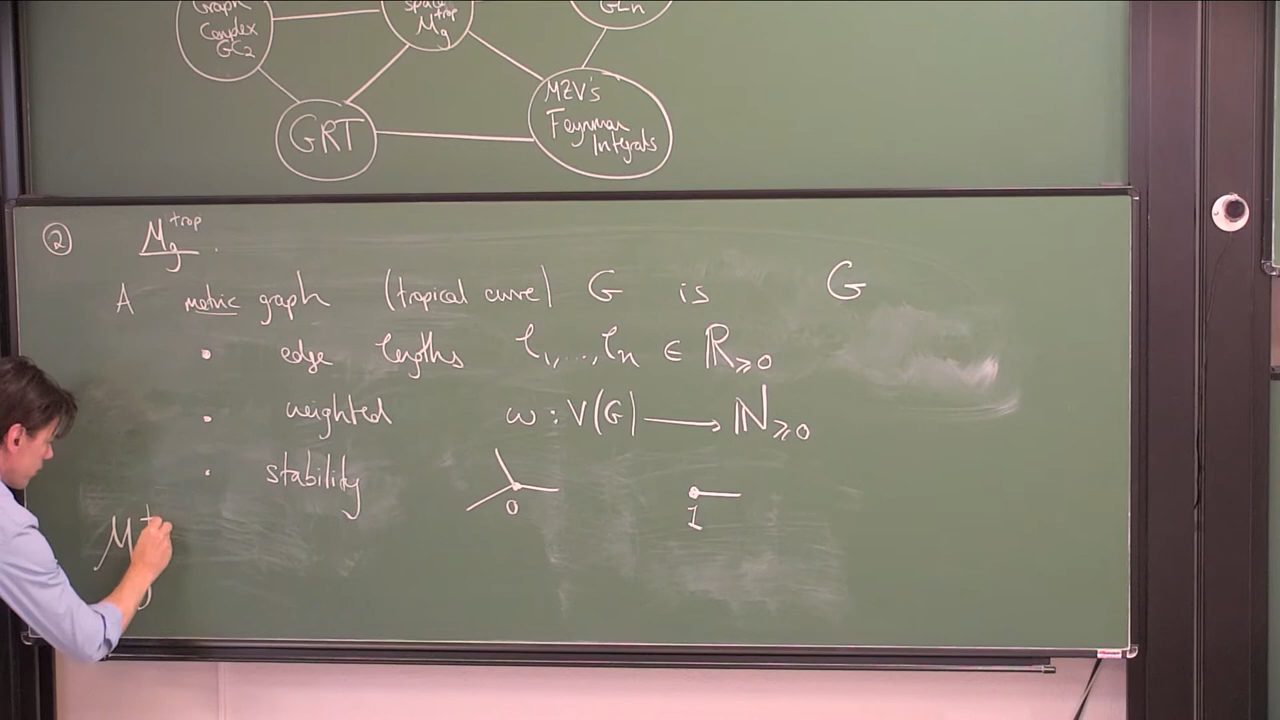 Graph
Complex
GC₂
space
M_g^trop
GLn
MZV's
Feynman
Integrals
GRT
② M_g^trop.
A metric graph (tropical curve) G is G
• edge lengths ℓ₁,...,ℓₙ ∈ ℝ⩾0
• weighted w : V(G) ⟶ ℕ⩾0
• stability 0 1
M^t